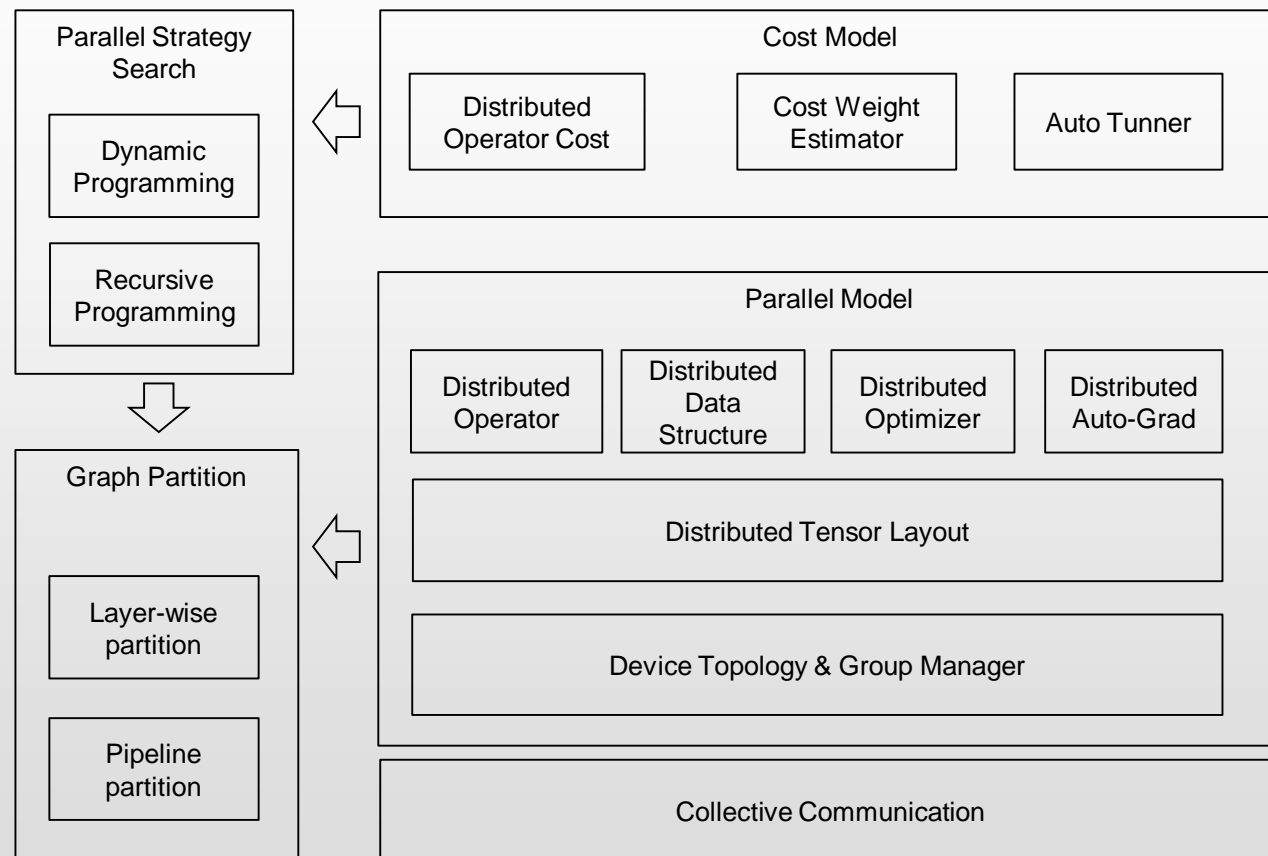 Parallel Strategy
Search
Dynamic
Programming
Recursive
Programming
Cost Model
Distributed
Operator Cost
Cost Weight
Estimator
Auto Tunner
Graph Partition
Layer-wise
partition
Pipeline
partition
Parallel Model
Distributed
Operator
Distributed
Data
Structure
Distributed
Optimizer
Distributed
Auto-Grad
Distributed Tensor Layout
Device Topology & Group Manager
Collective Communication